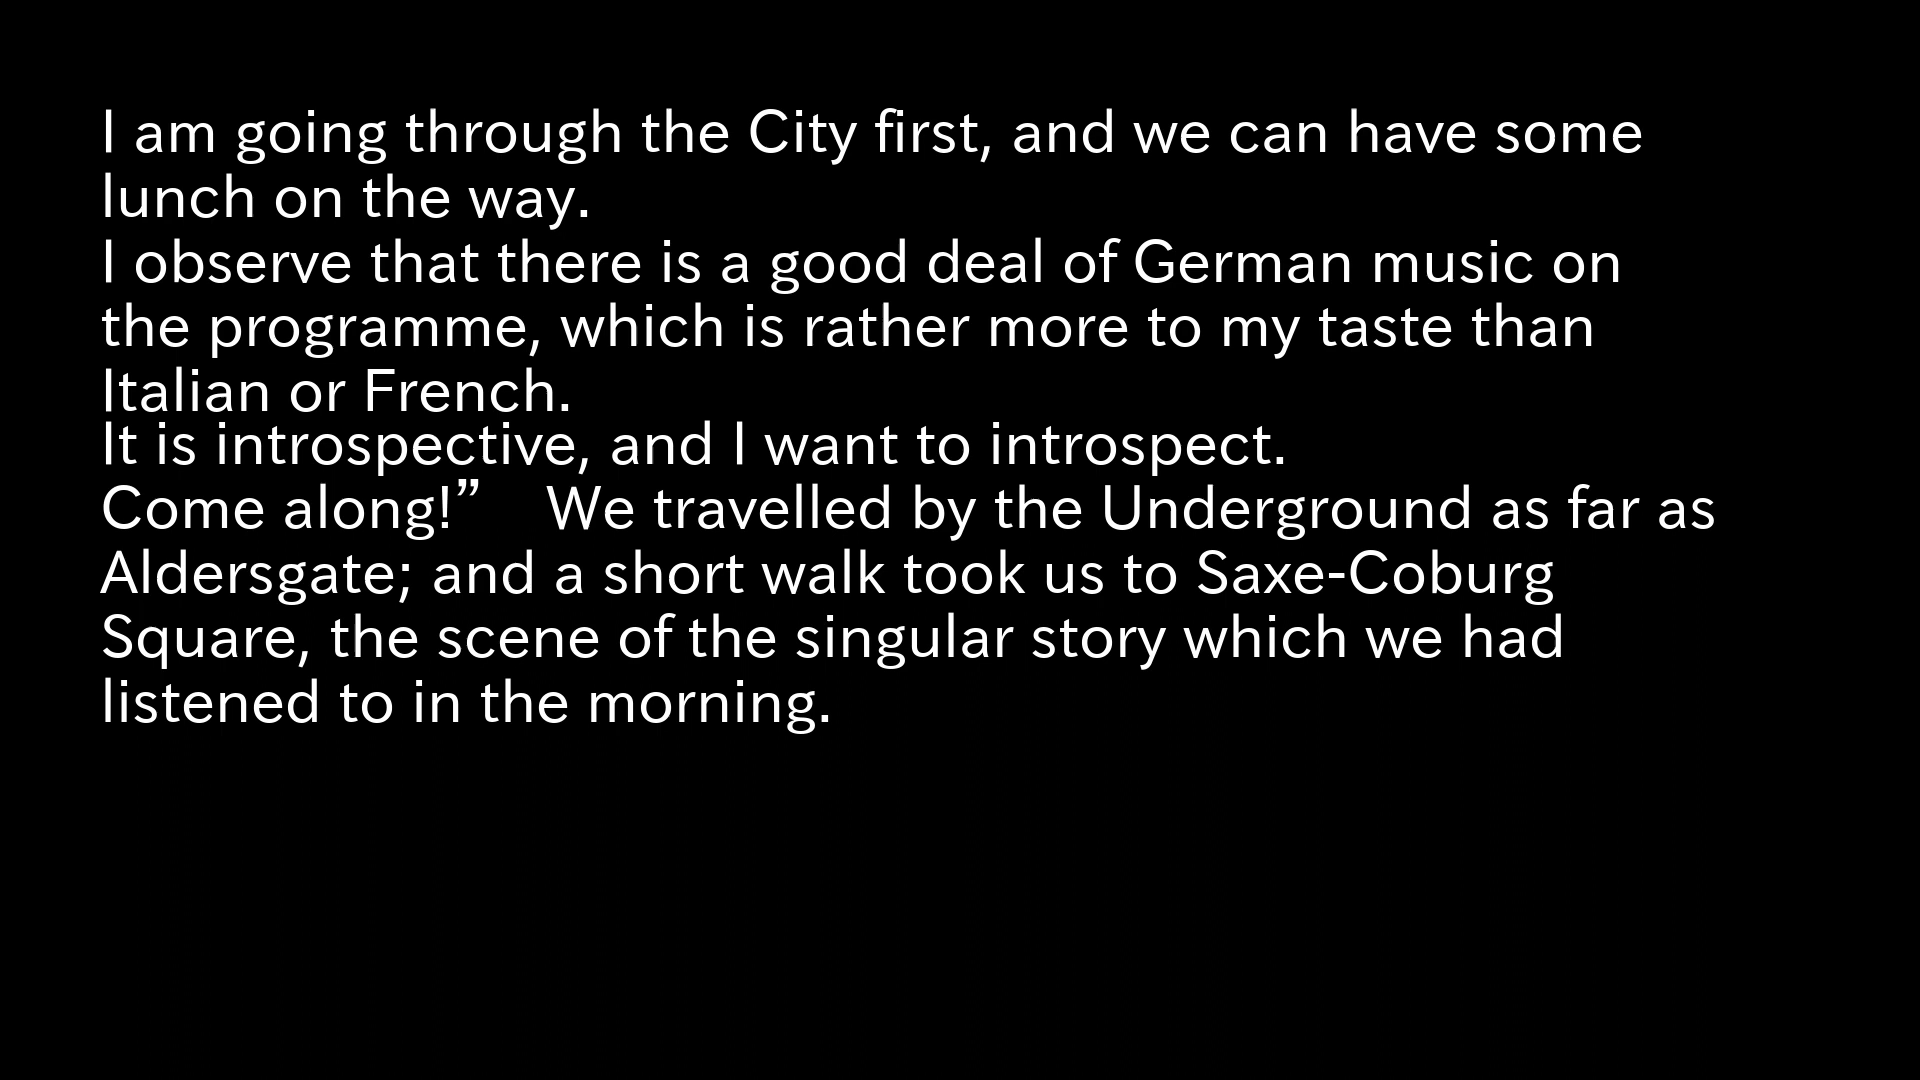 I am going through the City first, and we can have some
lunch on the way.
I observe that there is a good deal of German music on
the programme, which is rather more to my taste than
Italian or French.
It is introspective, and I want to introspect.
Come along!”    We travelled by the Underground as far as
Aldersgate; and a short walk took us to Saxe-Coburg
Square, the scene of the singular story which we had
listened to in the morning.